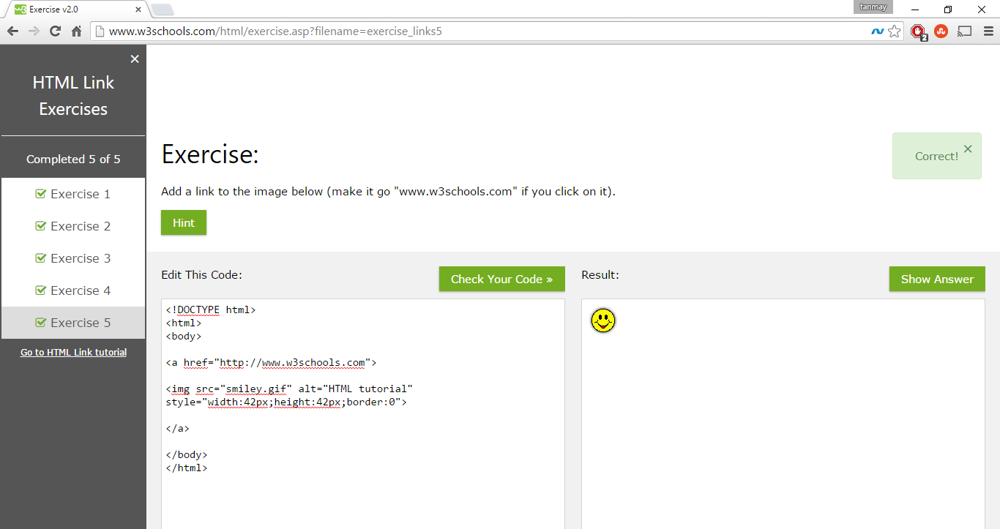 w3 Exercise v2.0
tanmay
www.w3schools.com/html/exercise.asp?filename=exercise_links5
2
HTML Link
Exercises
Completed 5 of 5
Exercise 1
Exercise 2
Exercise 3
Exercise 4
Exercise 5
Go to HTML Link tutorial
Exercise:
Correct!
Add a link to the image below (make it go "www.w3schools.com" if you click on it).
Hint
Edit This Code:
Check Your Code »
<!DOCTYPE html>
<html>
<body>
<a href="http://www.w3schools.com">
<img src="smiley.gif" alt="HTML tutorial"
style="width:42px;height:42px;border:0">
</a>
</body>
</html>
Result:
Show Answer